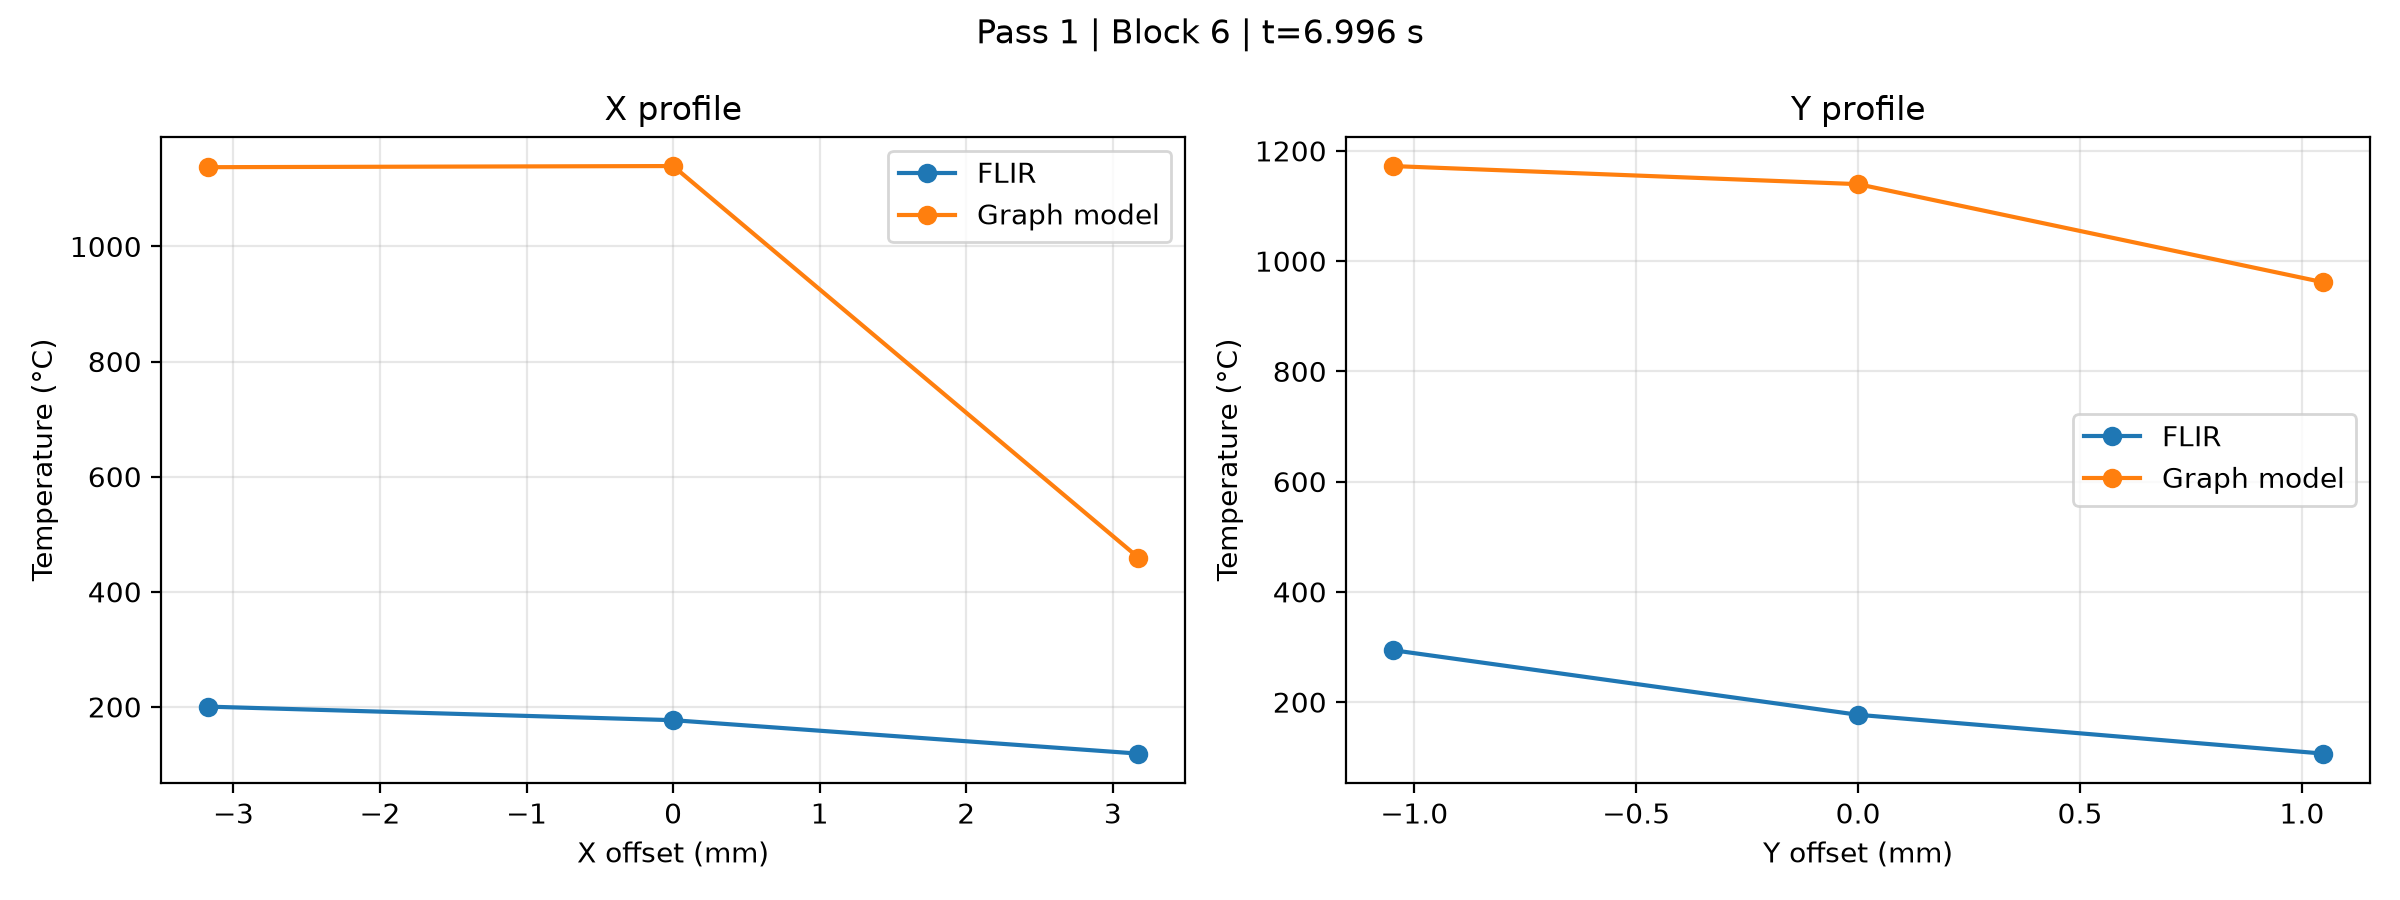 Pass 1 | Block 6 | t=6.996 s
X profile
1000
800
600
400
200
Temperature (°C)
−3
−2
−1
0
1
2
3
X offset (mm)
FLIR
Graph model
Y profile
1200
1000
800
600
400
200
Temperature (°C)
−1.0
−0.5
0.0
0.5
1.0
Y offset (mm)
FLIR
Graph model